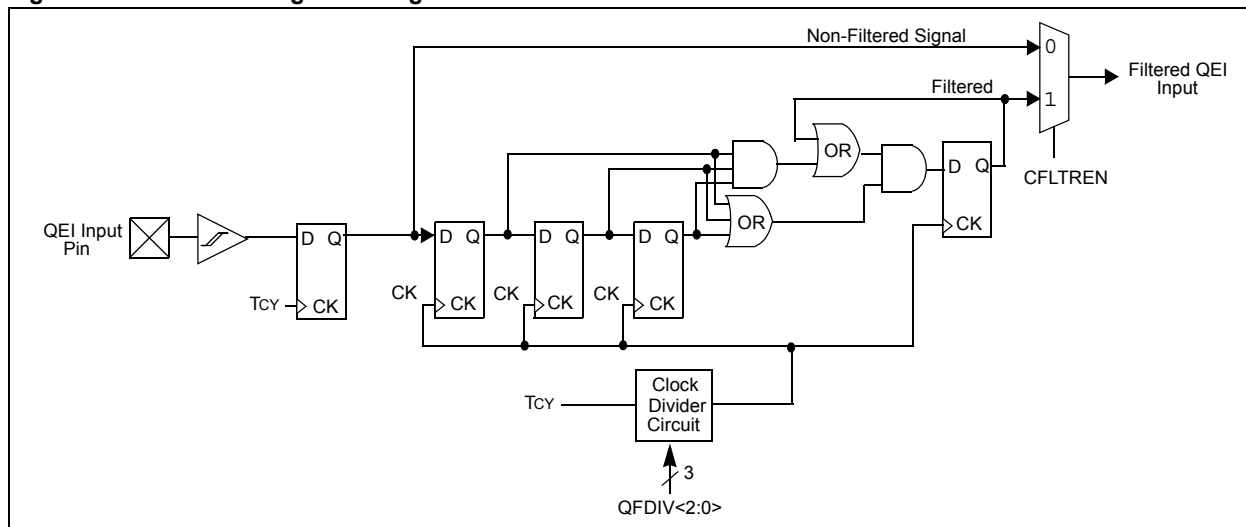 Non-Filtered Signal
0
Filtered QEI
Input
Filtered
1
OR
D Q
CFLTREN
OR
CK
QEI Input
Pin
D Q
D Q
D Q
D Q
TCY
CK
CK
CK
CK
CK
CK
CK
Clock
Divider
Circuit
TCY
3
QFDIV<2:0>